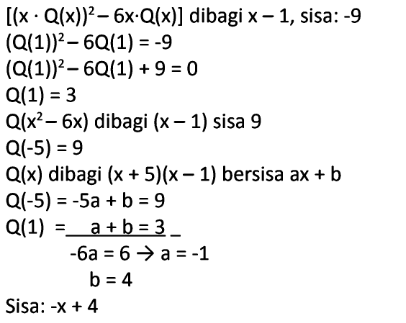 [(x · Q(x))² – 6x·Q(x)] dibagi x – 1, sisa: -9
(Q(1))² – 6Q(1) = -9
(Q(1))² – 6Q(1) + 9 = 0
Q(1) = 3
Q(x² – 6x) dibagi (x – 1) sisa 9
Q(-5) = 9
Q(x) dibagi (x + 5)(x – 1) bersisa ax + b
Q(-5) = -5a + b = 9
Q(1) = a + b = 3 –
-6a = 6 → a = -1
b = 4
Sisa: -x + 4